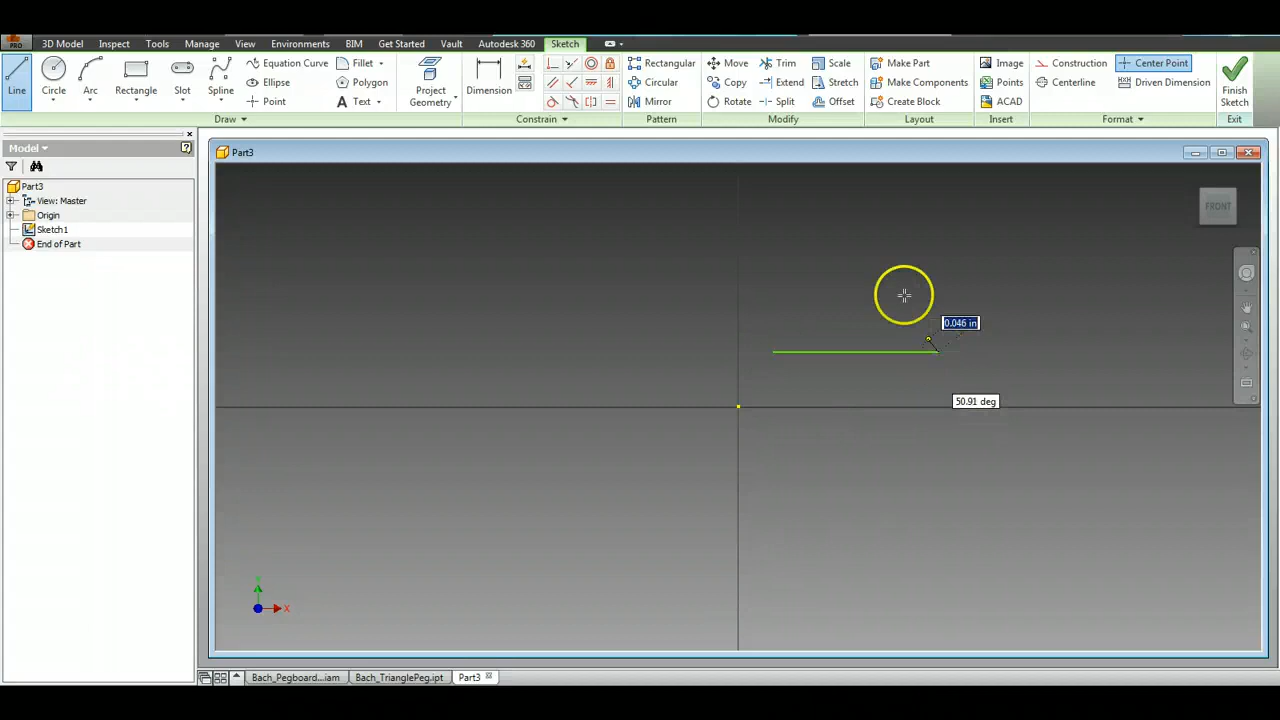 PRO 3D Model Inspect Tools Manage View Environments BIM Get Started Vault Autodesk 360 Sketch
Line Circle Arc Rectangle Slot Spline Equation Curve Fillet
Ellipse Polygon
Point Text
Project Geometry
Dimension
Rectangular Move Trim Scale
Circular Copy Extend Stretch
Mirror Rotate Split Offset
Make Part Image Construction Center Point
Make Components Points Centerline Driven Dimension
Create Block ACAD
Finish Sketch
Draw Constrain Pattern Modify Layout Insert Format Exit
Model
Part3
Part3
View: Master
Origin
Sketch1
End of Part
FRONT
0.046 in
50.91 deg
Y
X
Bach_Pegboard....iam Bach_TrianglePeg.ipt Part3